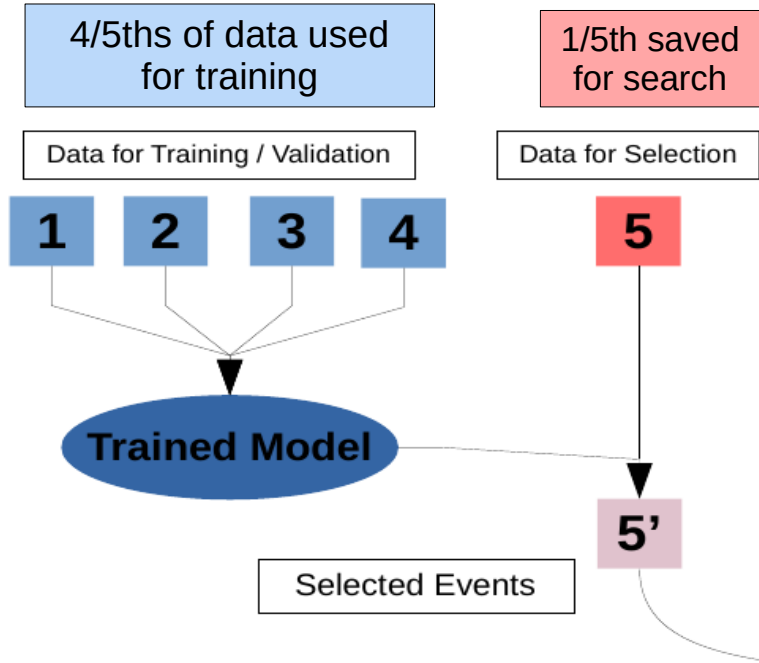 4/5ths of data used
for training
1/5th saved
for search
Data for Training / Validation
Data for Selection
1 2 3 4 5
Trained Model
5’
Selected Events